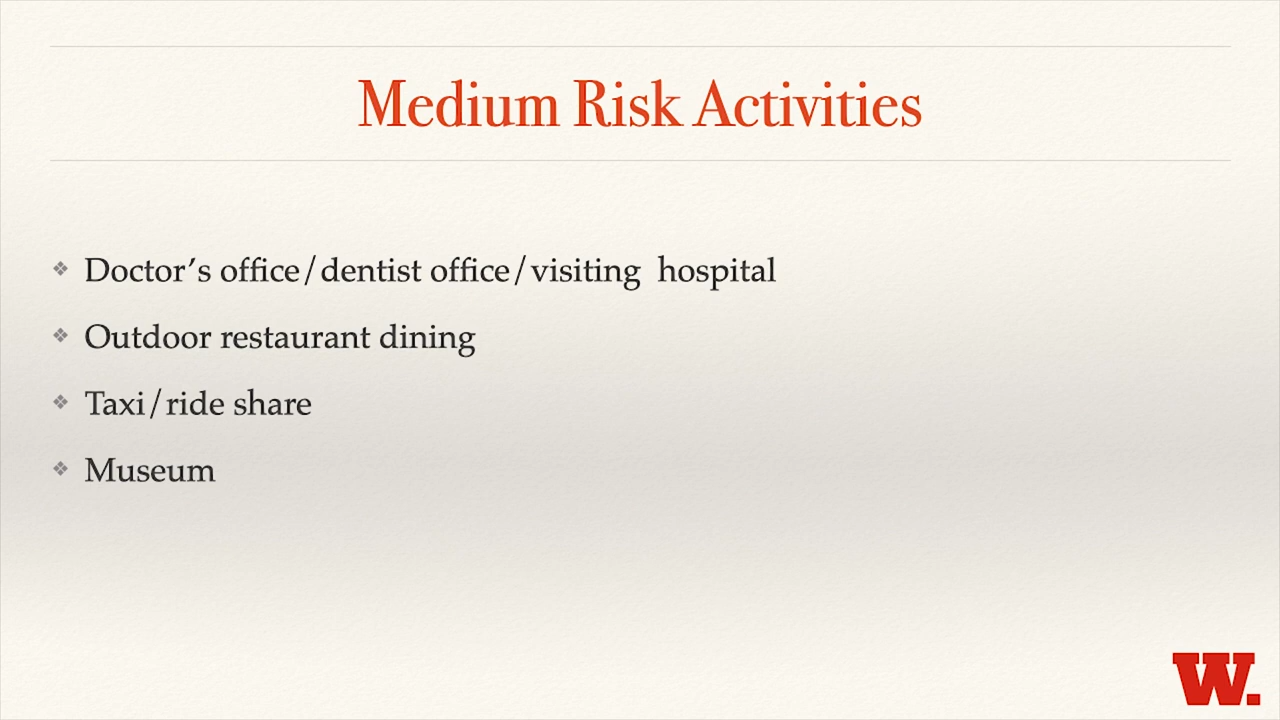 Medium Risk Activities
❖ Doctor’s office/dentist office/visiting  hospital
❖ Outdoor restaurant dining
❖ Taxi/ride share
❖ Museum
W.